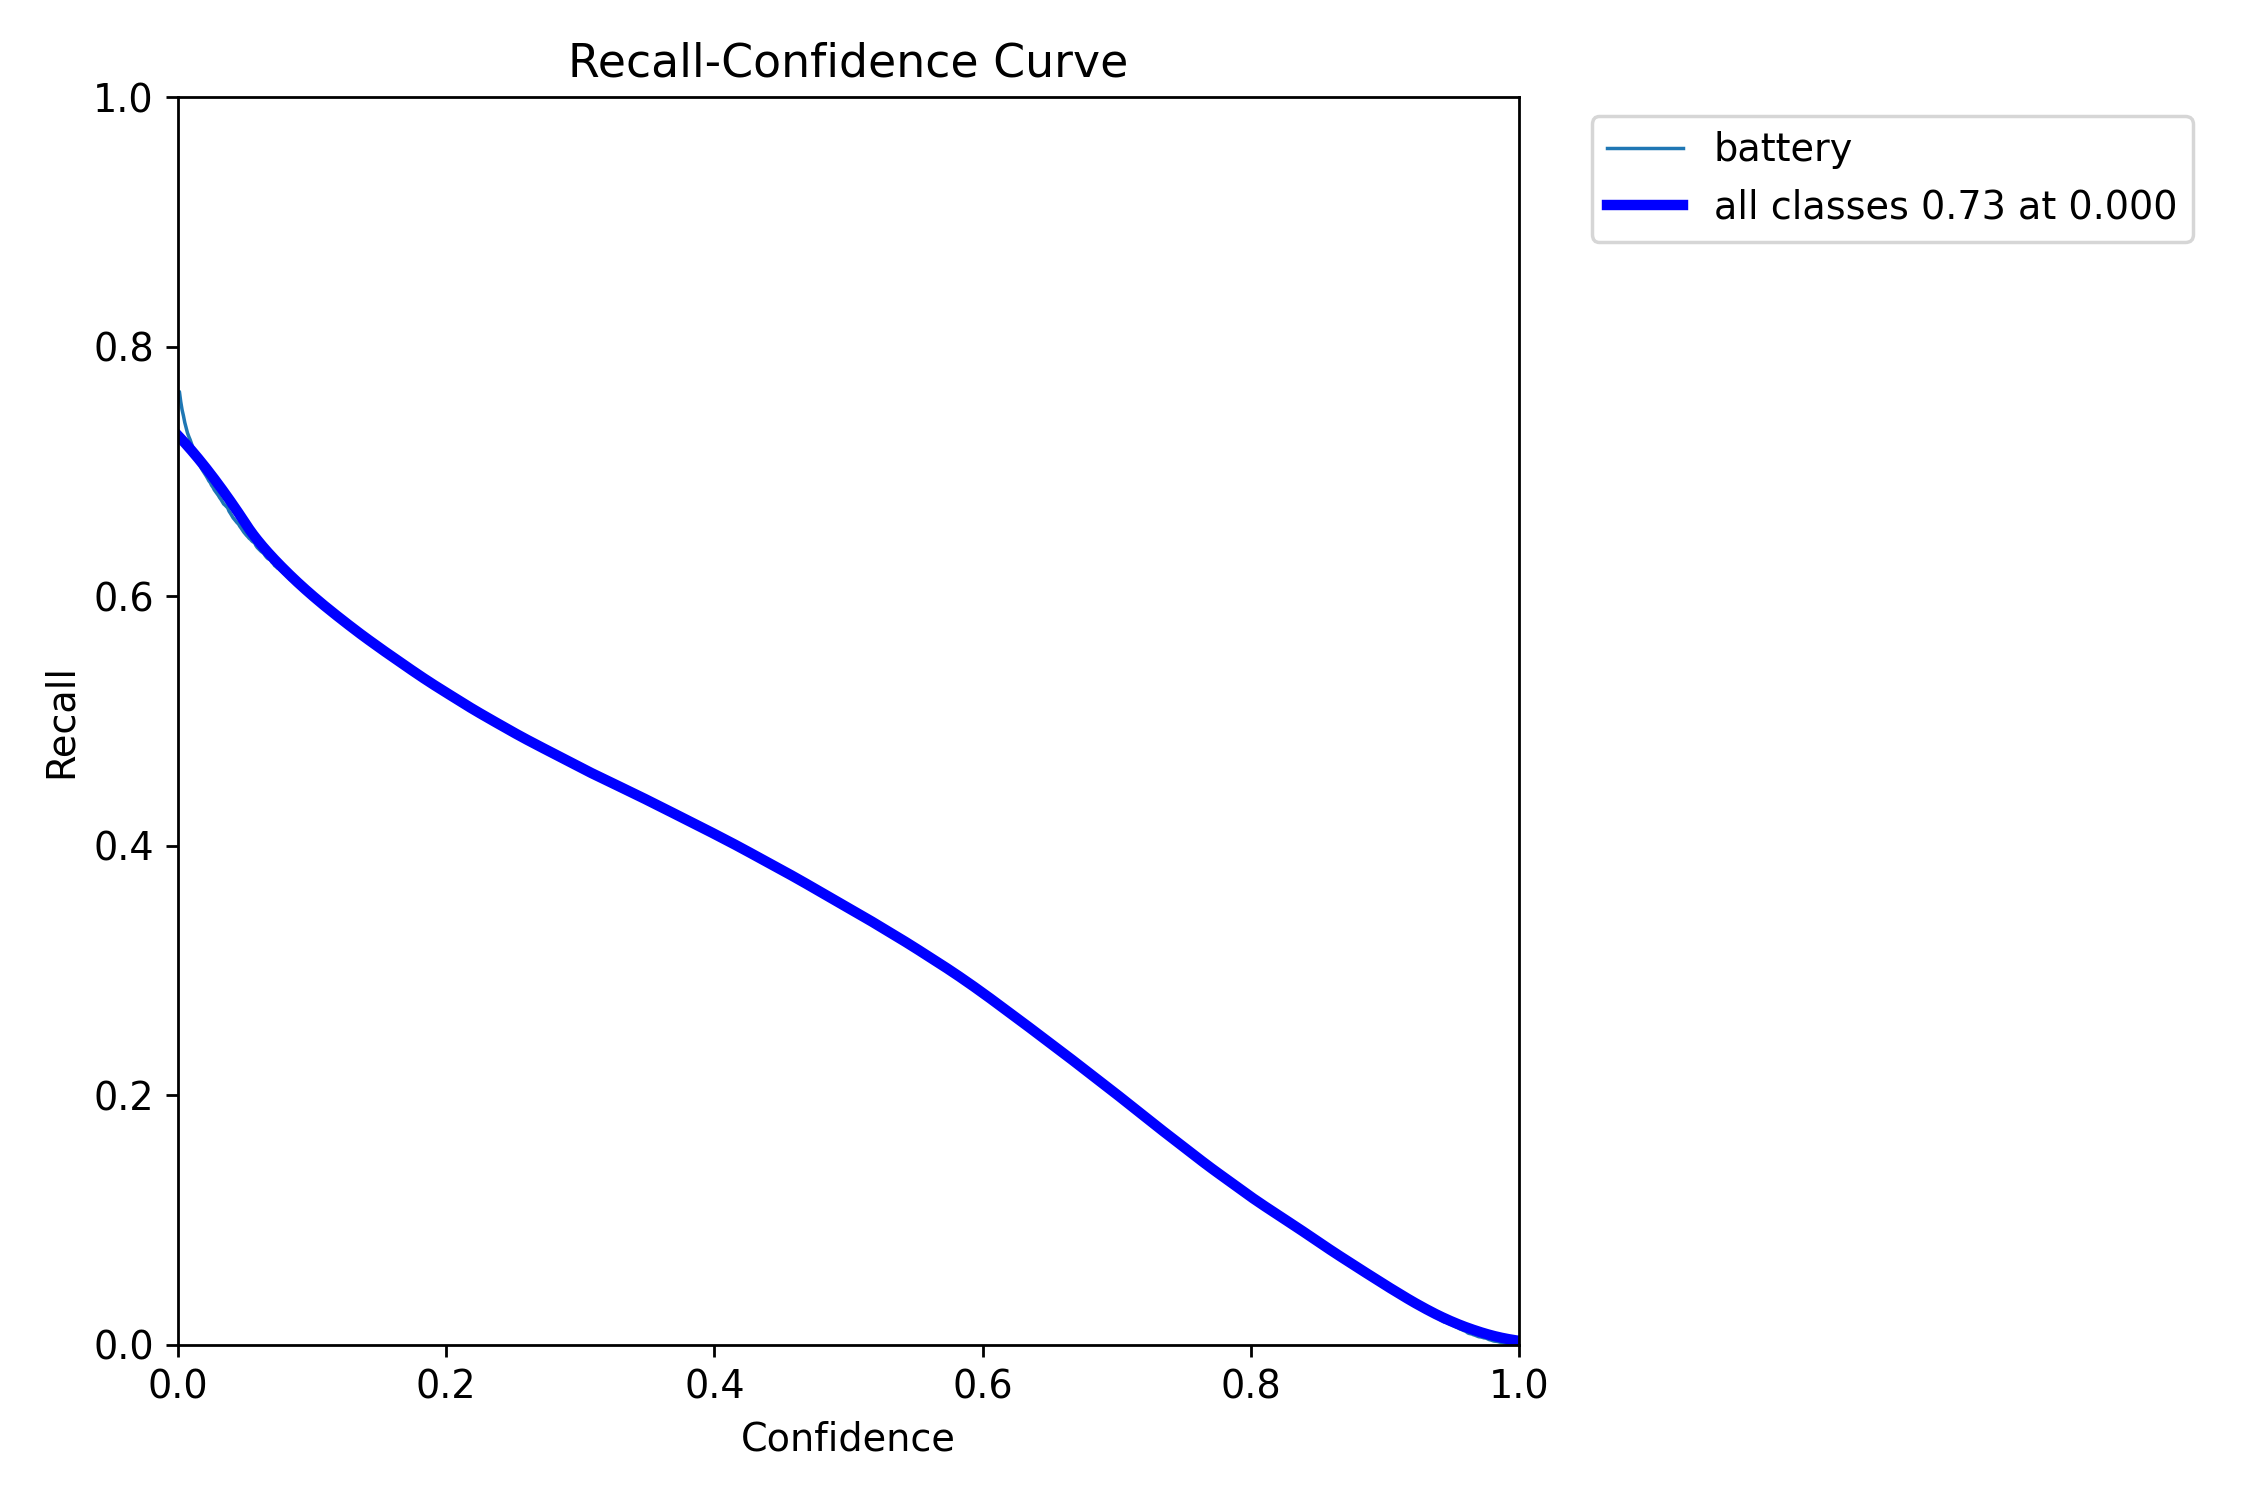 Recall-Confidence Curve
1.0
0.8
0.6
0.4
0.2
0.0
Recall
0.0 0.2 0.4 0.6 0.8 1.0
Confidence
battery
all classes 0.73 at 0.000